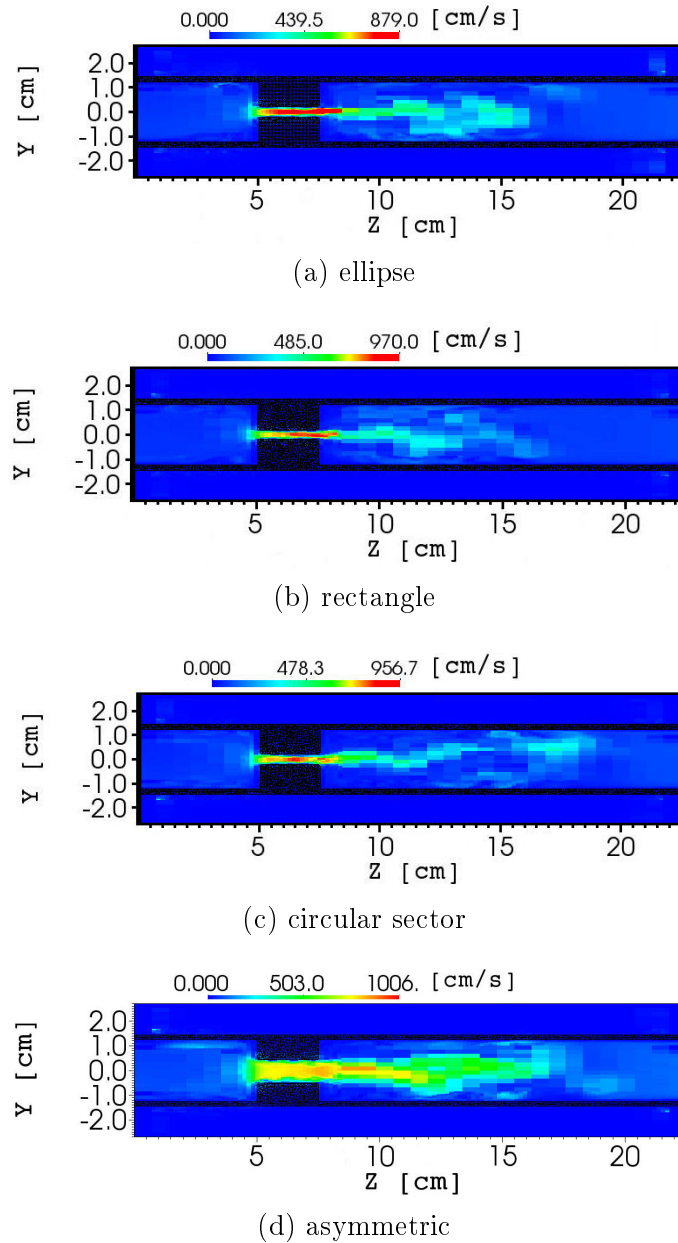 0.000 439.5 879.0 [cm/s]
2.0
1.0
0.0
-1.0
-2.0
Y [cm]
5 10 15 20
Z [cm]
(a) ellipse
0.000 485.0 970.0 [cm/s]
2.0
1.0
0.0
-1.0
-2.0
Y [cm]
5 10 15 20
Z [cm]
(b) rectangle
0.000 478.3 956.7 [cm/s]
2.0
1.0
0.0
-1.0
-2.0
Y [cm]
5 10 15 20
Z [cm]
(c) circular sector
0.000 503.0 1006. [cm/s]
2.0
1.0
0.0
-1.0
-2.0
Y [cm]
5 10 15 20
Z [cm]
(d) asymmetric